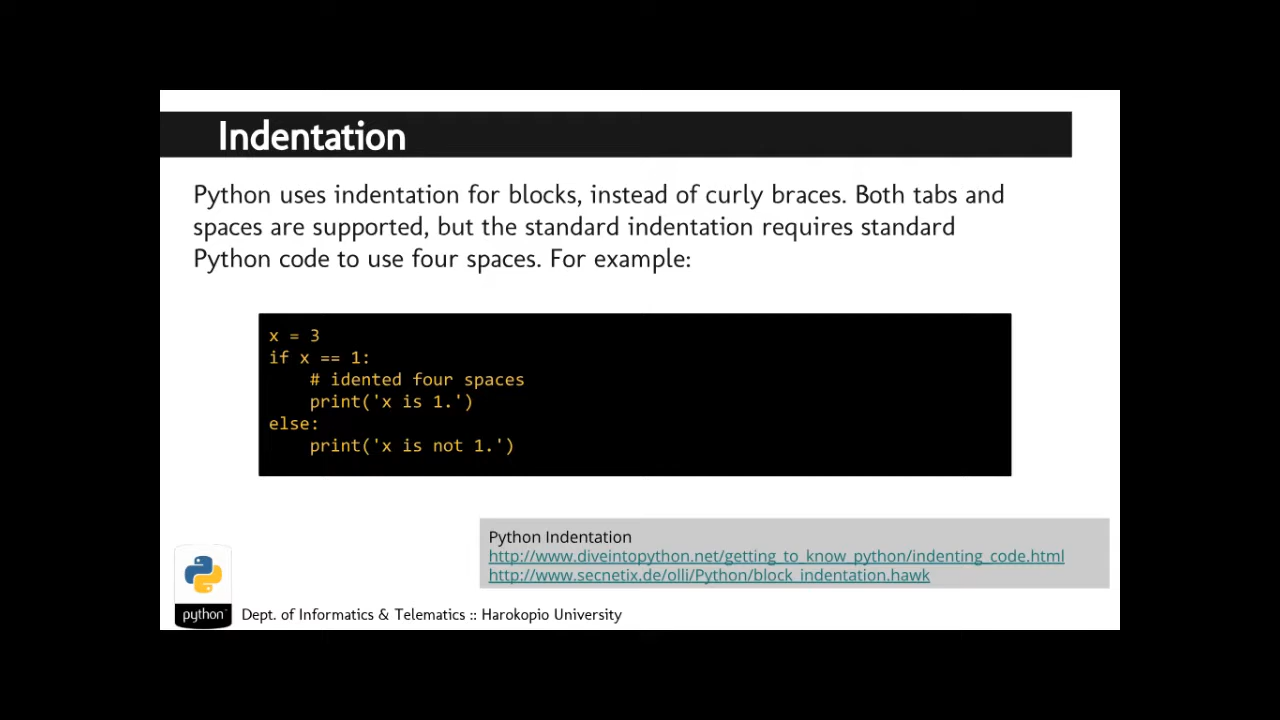 Indentation
Python uses indentation for blocks, instead of curly braces. Both tabs and
spaces are supported, but the standard indentation requires standard
Python code to use four spaces. For example:
x = 3
if x == 1:
    # idented four spaces
    print('x is 1.')
else:
    print('x is not 1.')
Python Indentation
http://www.diveintopython.net/getting_to_know_python/indenting_code.html
http://www.secnetix.de/olli/Python/block_indentation.hawk
python™
Dept. of Informatics & Telematics :: Harokopio University